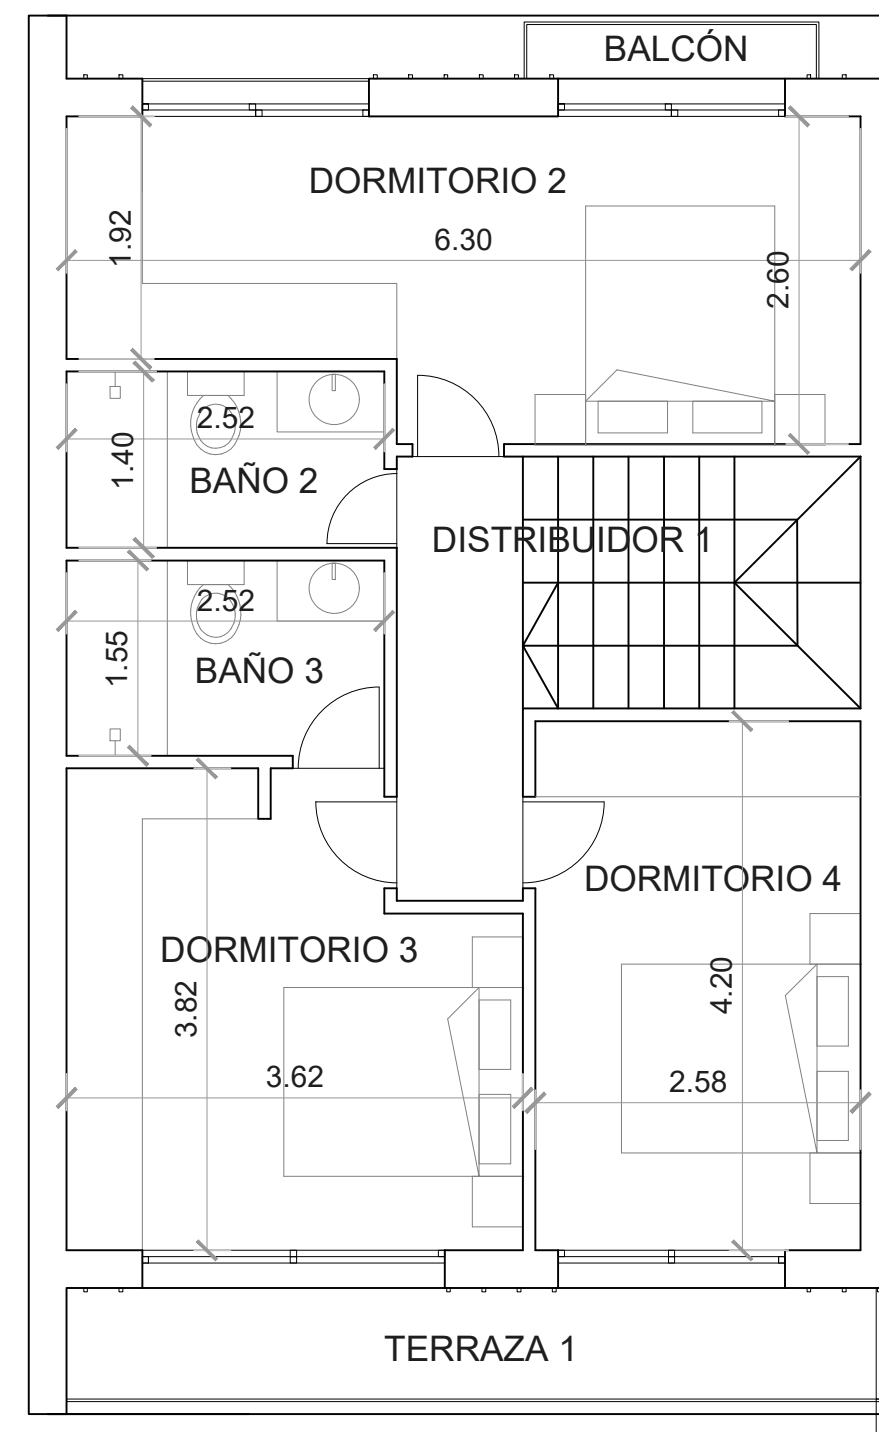 BALCÓN
DORMITORIO 2
1.92
6.30
2.60
2.52
1.40
BAÑO 2
DISTRIBUIDOR 1
2.52
1.55
BAÑO 3
DORMITORIO 4
DORMITORIO 3
3.82
4.20
3.62
2.58
TERRAZA 1